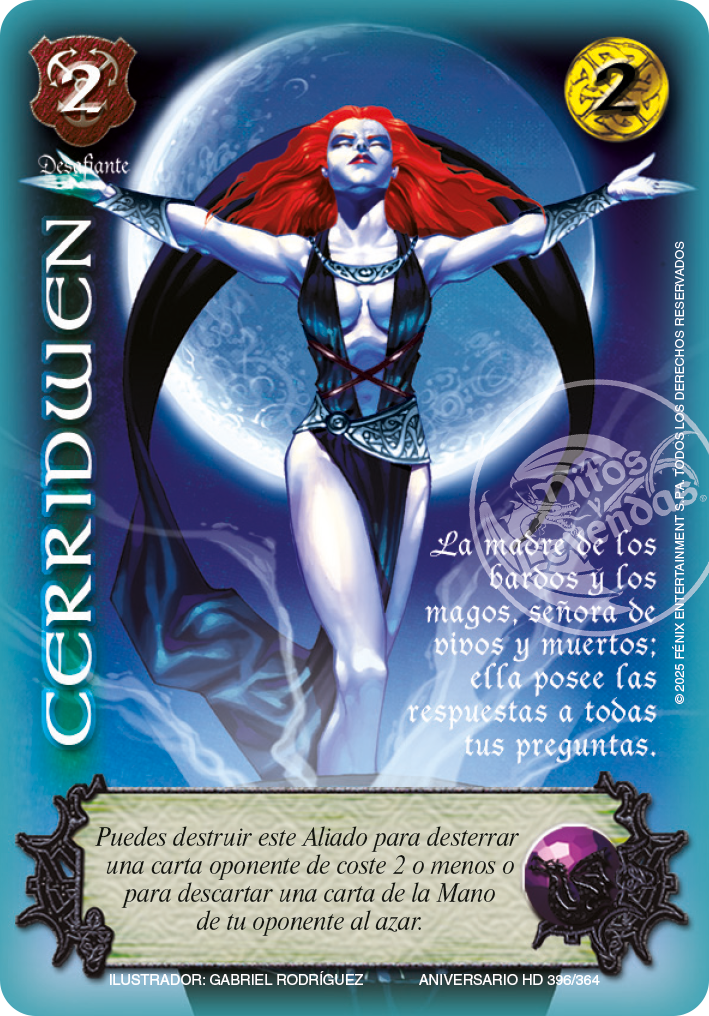 2
2
Desafiante
CERRIDWEN
La madre de los
bardos y los
magos, señora de
vivos y muertos;
ella posee las
respuestas a todas
tus preguntas.
Mitos
y
Leyendas®
©2025 FÉNIX ENTERTAINMENT S.P.A. TODOS LOS DERECHOS RESERVADOS
Puedes destruir este Aliado para desterrar
una carta oponente de coste 2 o menos o
para descartar una carta de la Mano
de tu oponente al azar.
ILUSTRADOR: GABRIEL RODRÍGUEZ ANIVERSARIO HD 396/364